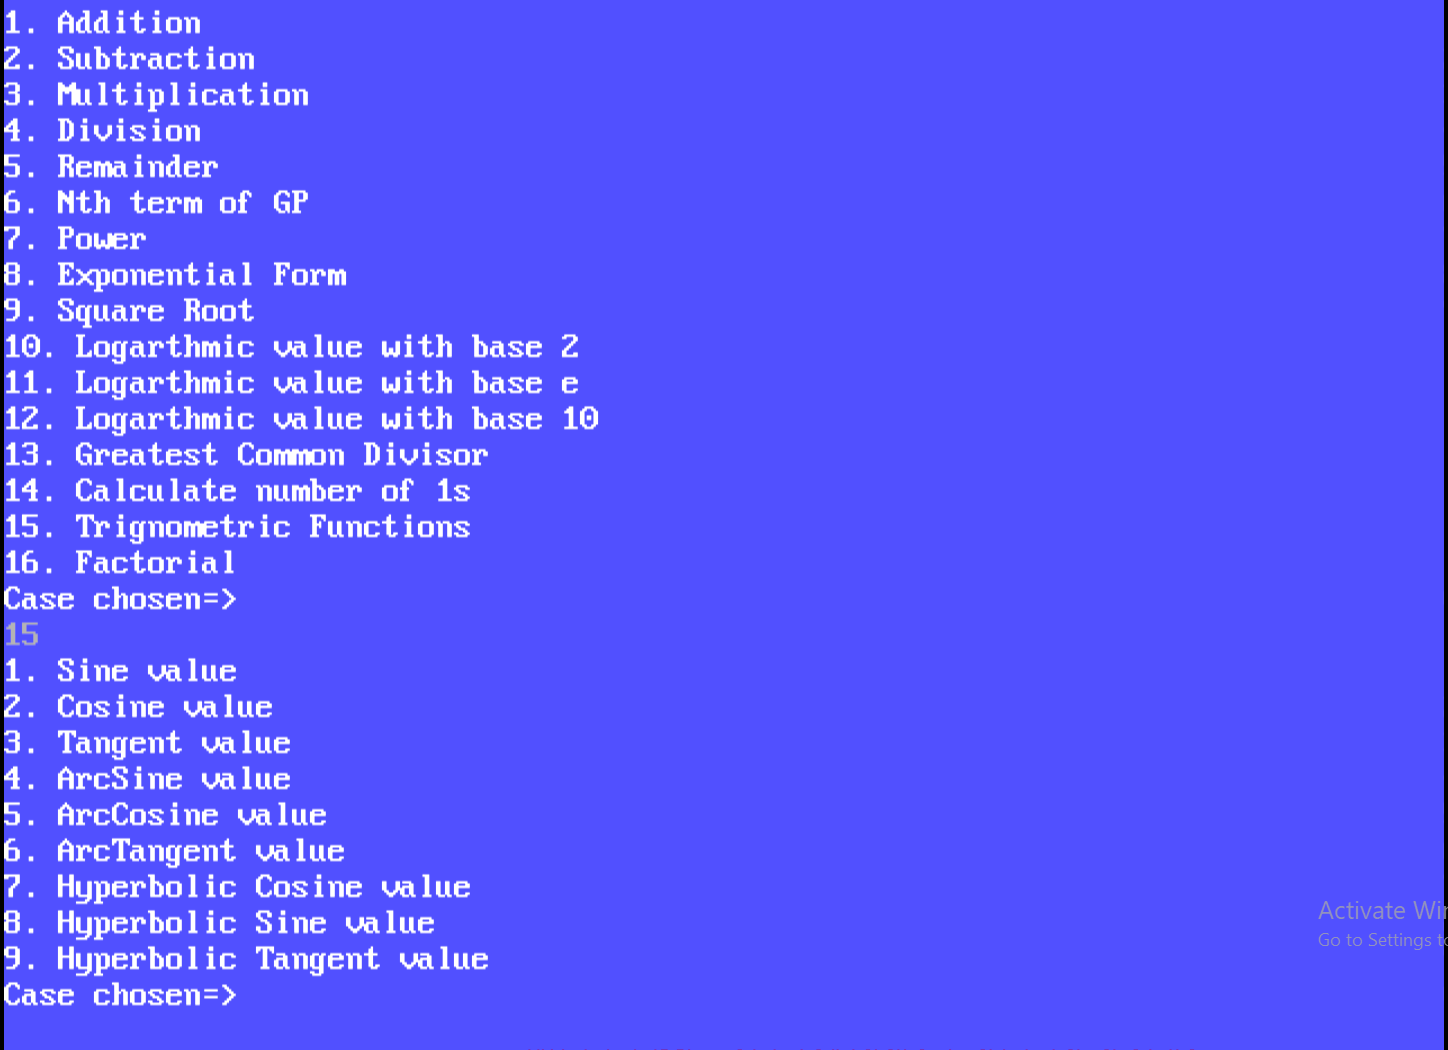 1. Addition
2. Subtraction
3. Multiplication
4. Division
5. Remainder
6. Nth term of GP
7. Power
8. Exponential Form
9. Square Root
10. Logarthmic value with base 2
11. Logarthmic value with base e
12. Logarthmic value with base 10
13. Greatest Common Divisor
14. Calculate number of 1s
15. Trignometric Functions
16. Factorial
Case chosen=>
15
1. Sine value
2. Cosine value
3. Tangent value
4. ArcSine value
5. ArcCosine value
6. ArcTangent value
7. Hyperbolic Cosine value
8. Hyperbolic Sine value
9. Hyperbolic Tangent value
Case chosen=>
Activate
Go to Settings